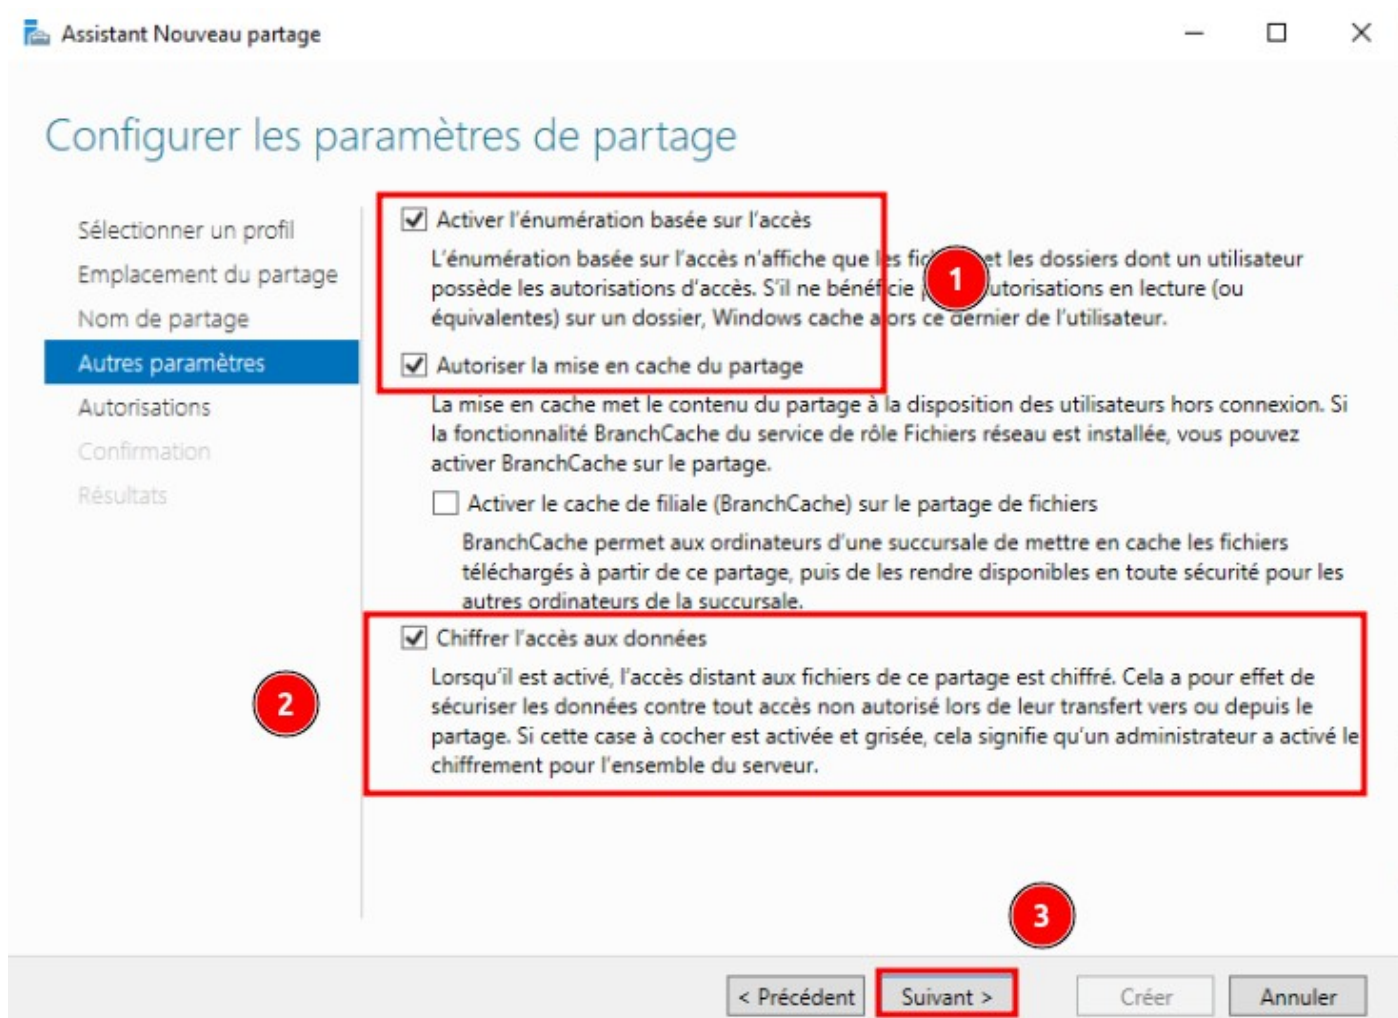 Assistant Nouveau partage
Configurer les paramètres de partage
Sélectionner un profil
Emplacement du partage
Nom de partage
Autres paramètres
Autorisations
Confirmation
Résultats
Activer l'énumération basée sur l'accès
L'énumération basée sur l'accès n'affiche que les et les dossiers dont un utilisateur
possède les autorisations d'accès. S'il ne bénéficie utorisations en lecture (ou
équivalentes) sur un dossier, Windows cache alors ce dernier de l'utilisateur.
1
Autoriser la mise en cache du partage
La mise en cache met le contenu du partage à la disposition des utilisateurs hors connexion. Si
la fonctionnalité BranchCache du service de rôle Fichiers réseau est installée, vous pouvez
activer BranchCache sur le partage.
Activer le cache de filiale (BranchCache) sur le partage de fichiers
BranchCache permet aux ordinateurs d'une succursale de mettre en cache les fichiers
téléchargés à partir de ce partage, puis de les rendre disponibles en toute sécurité pour les
autres ordinateurs de la succursale.
Chiffrer l'accès aux données
Lorsqu'il est activé, l'accès distant aux fichiers de ce partage est chiffré. Cela a pour effet de
sécuriser les données contre tout accès non autorisé lors de leur transfert vers ou depuis le
partage. Si cette case à cocher est activée et grisée, cela signifie qu'un administrateur a activé le
chiffrement pour l'ensemble du serveur.
2
3
< Précédent
Suivant >
Créer
Annuler